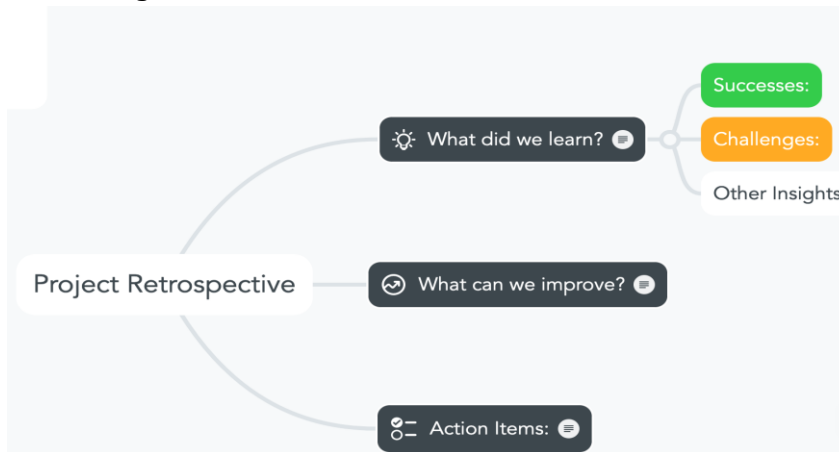 What did we learn?
Successes:
Challenges:
Other Insights
Project Retrospective
What can we improve?
Action Items: